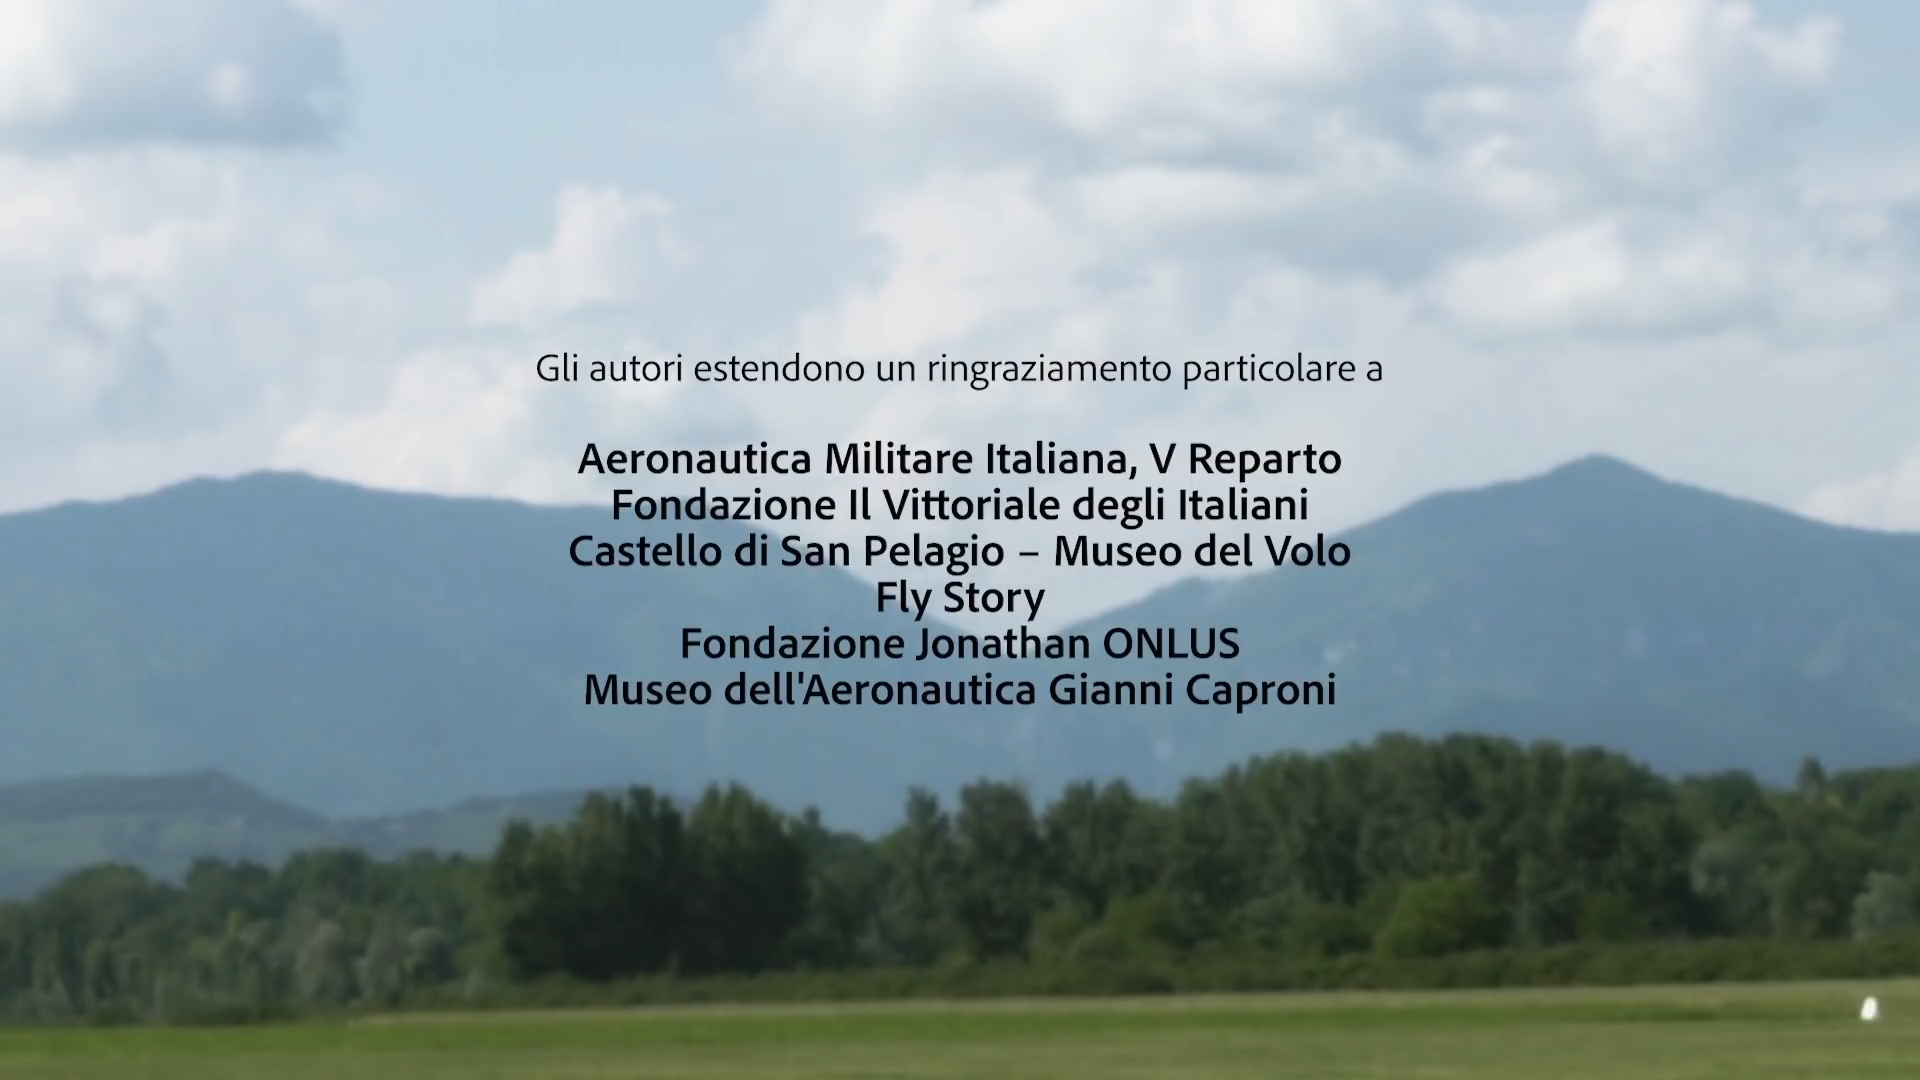 Gli autori estendono un ringraziamento particolare a
Aeronautica Militare Italiana, V Reparto
Fondazione Il Vittoriale degli Italiani
Castello di San Pelagio – Museo del Volo
Fly Story
Fondazione Jonathan ONLUS
Museo dell'Aeronautica Gianni Caproni